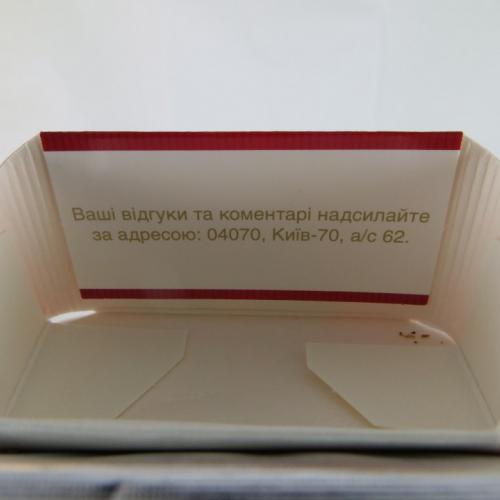 Ваші відгуки та коментарі надсилайте
за адресою: 04070, Київ-70, а/с 62.